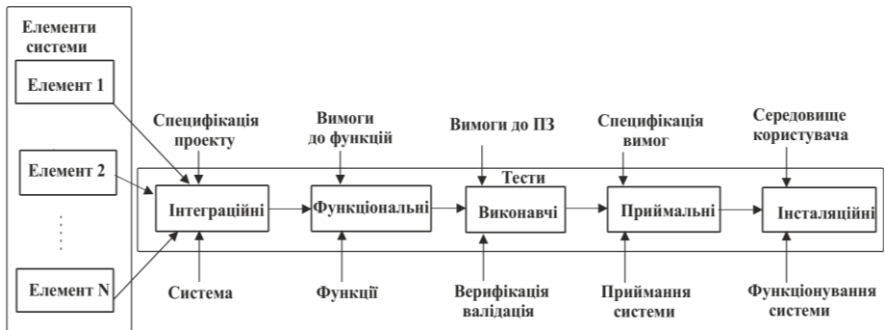 Елементи
системи
Елемент 1
Елемент 2
Елемент N
Специфікація
проекту
Вимоги
до функцій
Вимоги до ПЗ
Специфікація
вимог
Середовище
користувача
Тести
Інтеграційні
Функціональні
Виконавчі
Приймальні
Інсталяційні
Система
Функції
Верифікація
валідація
Приймання
системи
Функціонування
системи